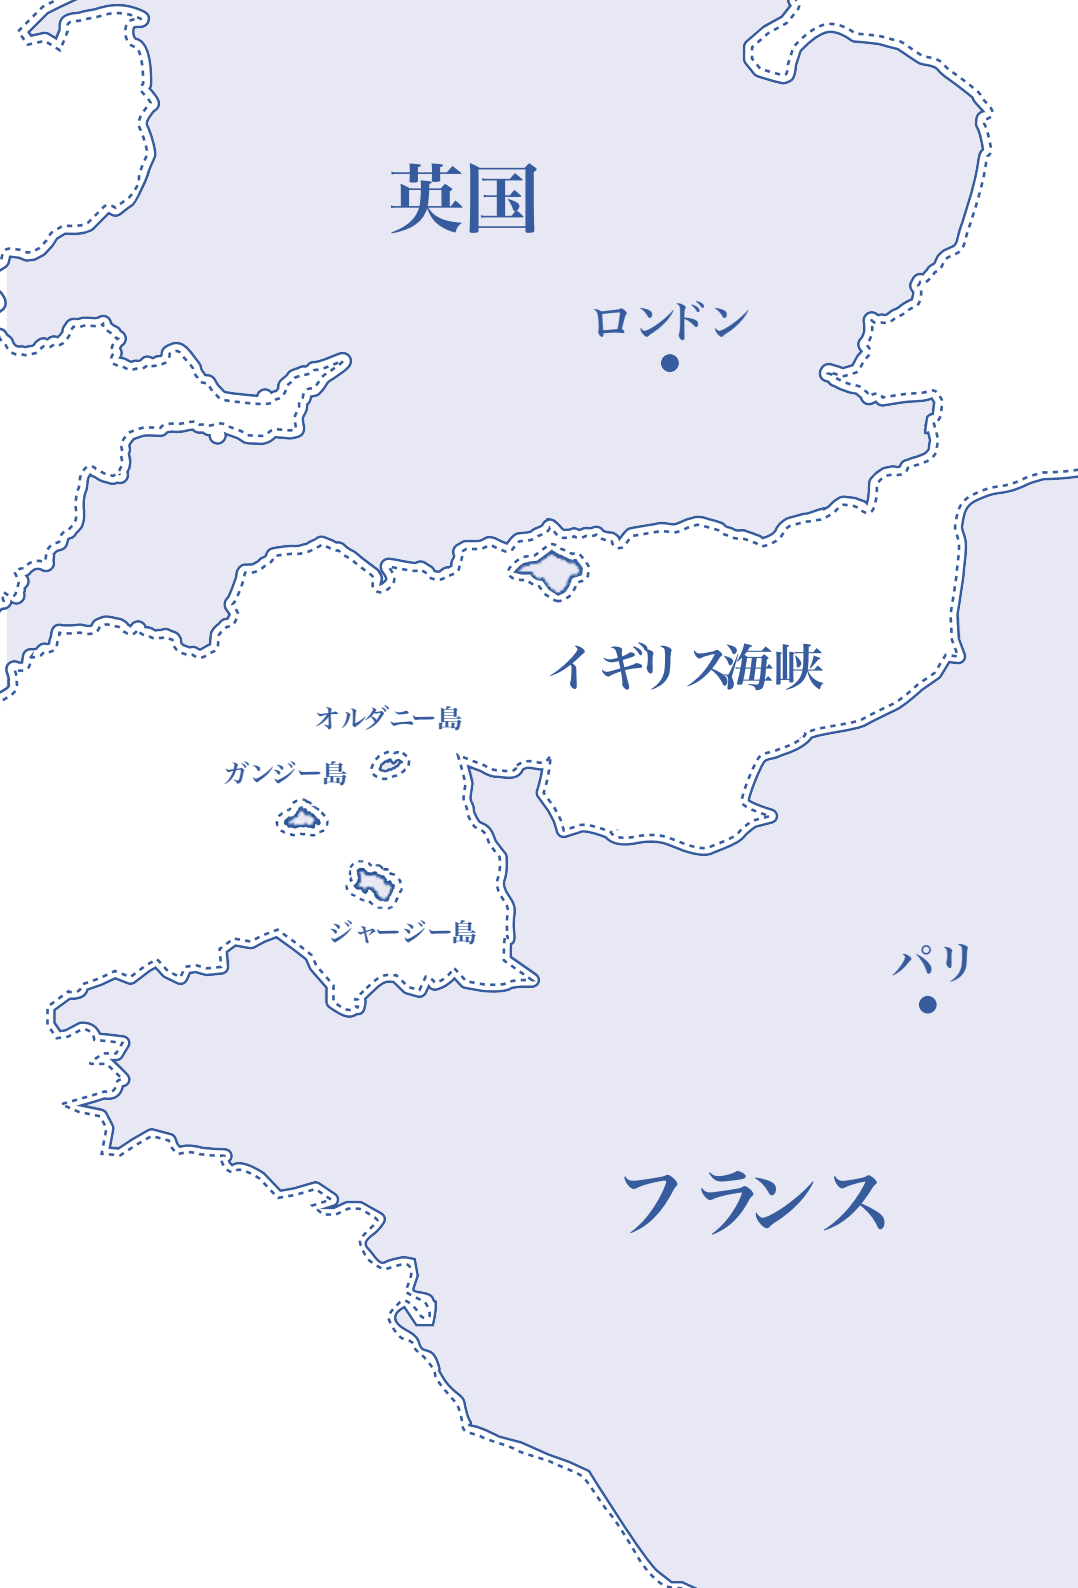 英国
ロンドン
イギリス海峡
オルダニー島
ガンジー島
ジャージー島
パリ
フランス